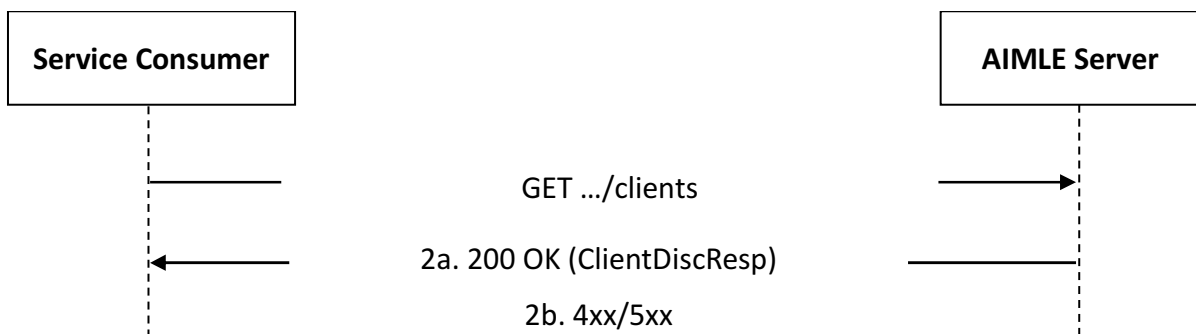 Service Consumer
AIMLE Server
GET …/clients
2a. 200 OK (ClientDiscResp)
2b. 4xx/5xx